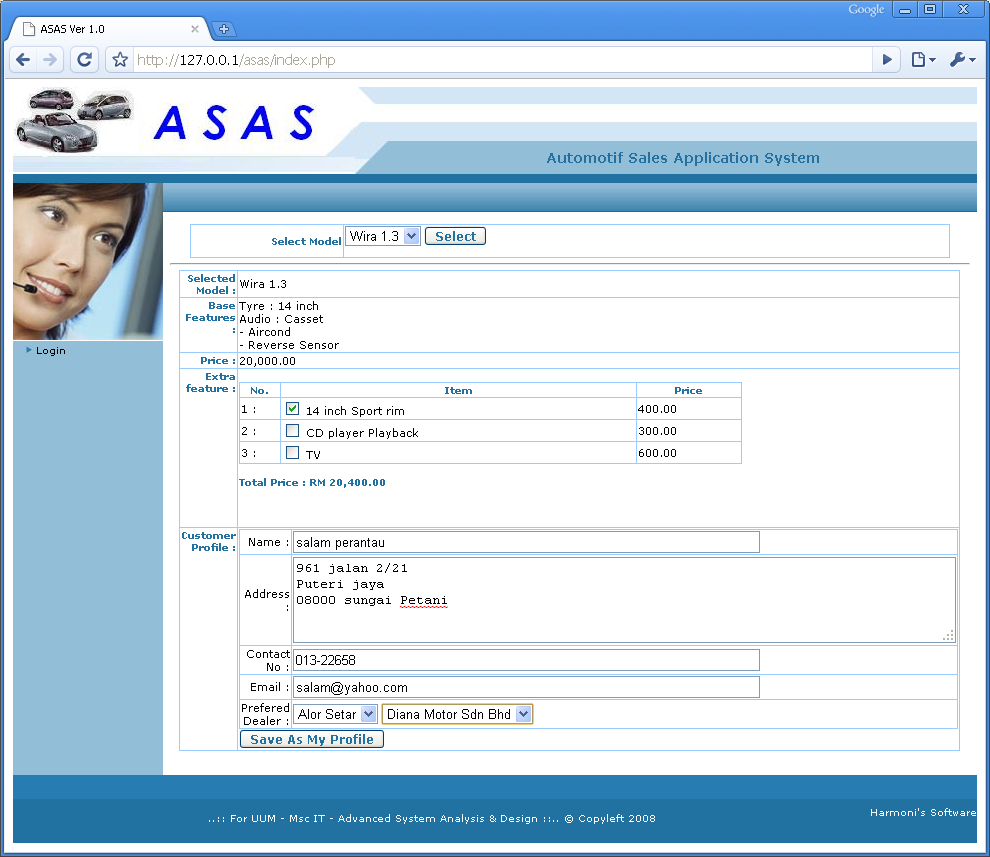 Google
ASAS Ver 1.0
http://127.0.0.1/asas/index.php
ASAS
Automotif Sales Application System
Login
Select Model Wira 1.3 Select
Selected Model : Wira 1.3
Base Features : Tyre : 14 inch
Audio : Casset
- Aircond
- Reverse Sensor
Price : 20,000.00
Extra feature :
No. Item Price
1 : 14 inch Sport rim 400.00
2 : CD player Playback 300.00
3 : TV 600.00
Total Price : RM 20,400.00
Customer Profile :
Name : salam perantau
Address : 961 jalan 2/21
Puteri jaya
08000 sungai Petani
Contact No : 013-22658
Email : salam@yahoo.com
Prefered Dealer : Alor Setar Diana Motor Sdn Bhd
Save As My Profile
..:: For UUM - Msc IT - Advanced System Analysis & Design ::.. © Copyleft 2008
Harmoni's Software